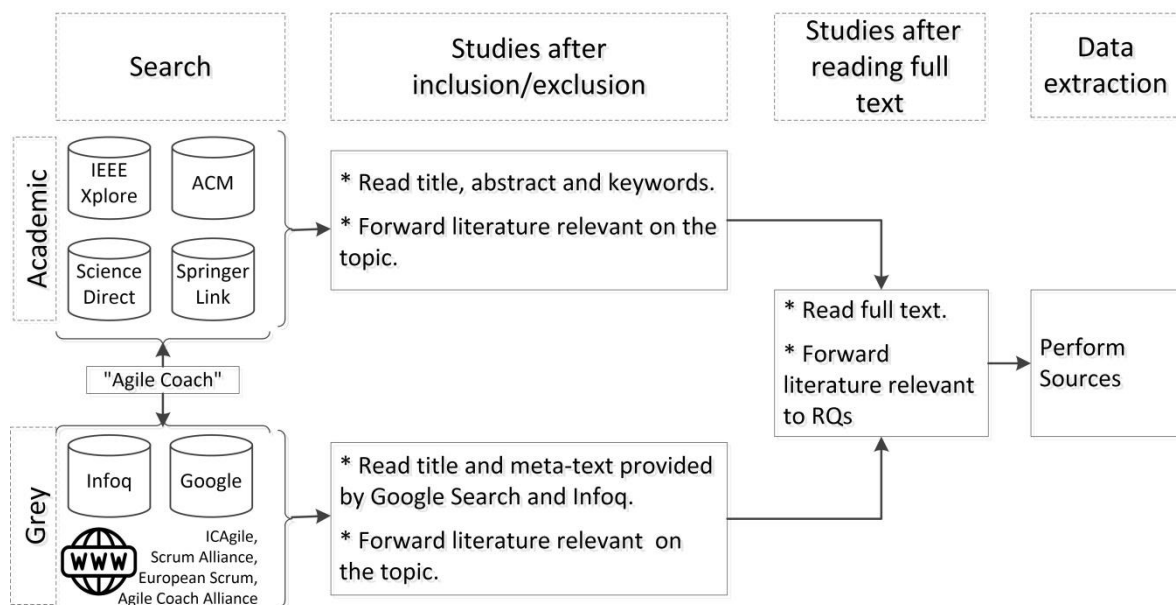 Search
Studies after
inclusion/exclusion
Studies after
reading full
text
Data
extraction
Academic
IEEE
Xplore
ACM
Science
Direct
Springer
Link
* Read title, abstract and keywords.
* Forward literature relevant on the
topic.
"Agile Coach"
* Read full text.
* Forward
literature relevant
to RQs
Perform
Sources
Grey
Infoq
Google
WWW
ICAgile,
Scrum Alliance,
European Scrum,
Agile Coach Alliance
* Read title and meta-text provided
by Google Search and Infoq.
* Forward literature relevant  on
the topic.